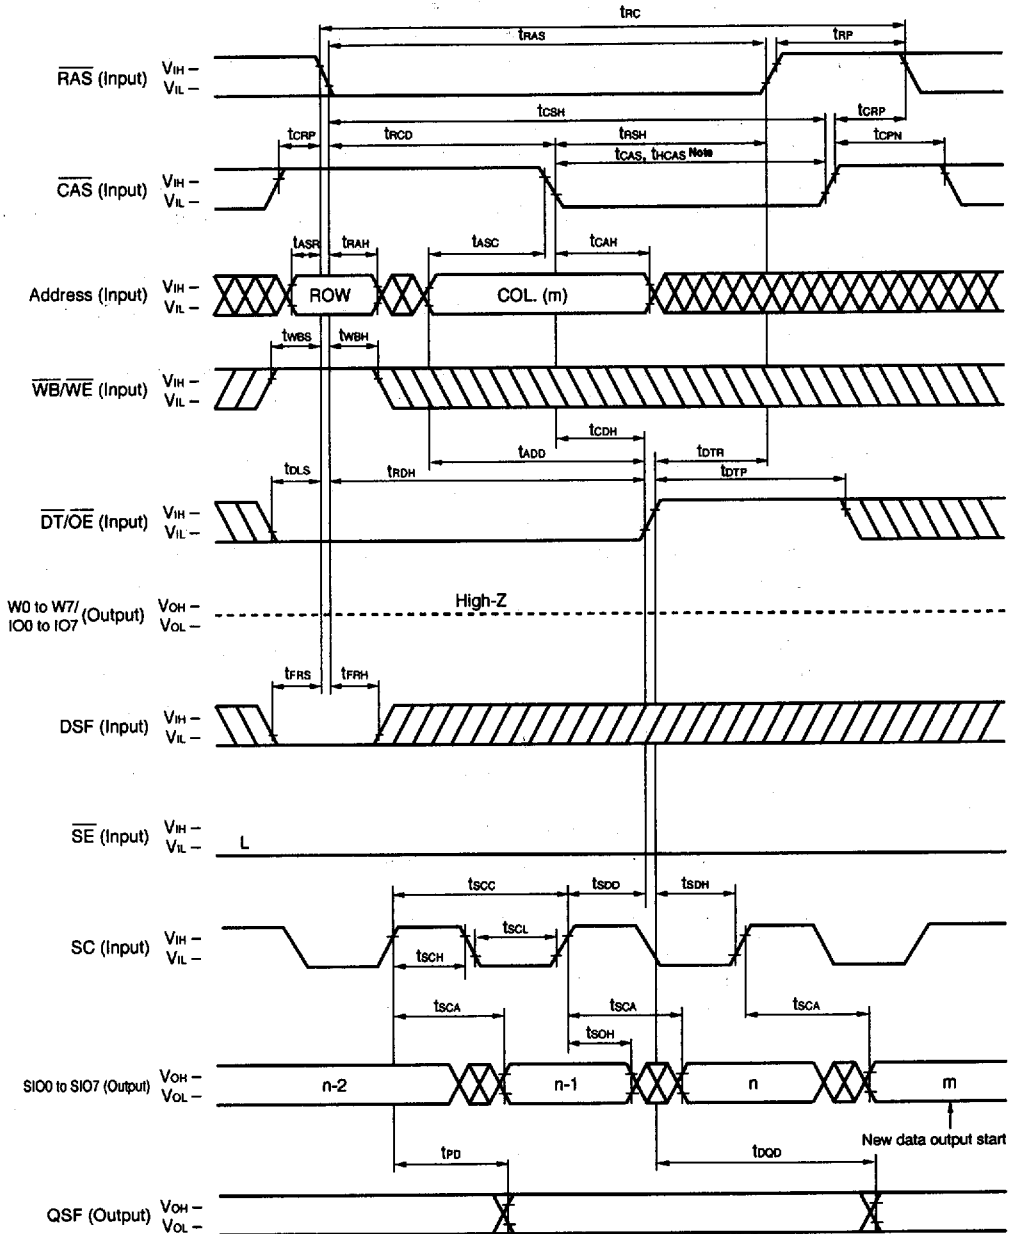 tRC
tRAS tRP
RAS (Input) VIH
VIL
tCSH tCRP
tCRP tRCD tRSH tCPN
tCAS, tHCAS Note
CAS (Input) VIH
VIL
tASR tRAH tASC tCAH
Address (Input) VIH
VIL
ROW COL. (m)
tWBS tWBH
WB/WE (Input) VIH
VIL
tCDH
tADD tDTR
tDLS tRDH tDTP
DT/OE (Input) VIH
VIL
High-Z
W0 to W7/
IO0 to IO7 (Output) VOH
VOL
tFRS tFRH
DSF (Input) VIH
VIL
SE (Input) VIH
VIL
L
tSCC tSDD tSDH
tSCL
SC (Input) VIH
VIL
tSCH
tSCA tSCA tSCA
tSOH
SIO0 to SIO7 (Output) VOH
VOL
n-2 n-1 n m
New data output start
tPD tDQD
QSF (Output) VOH
VOL